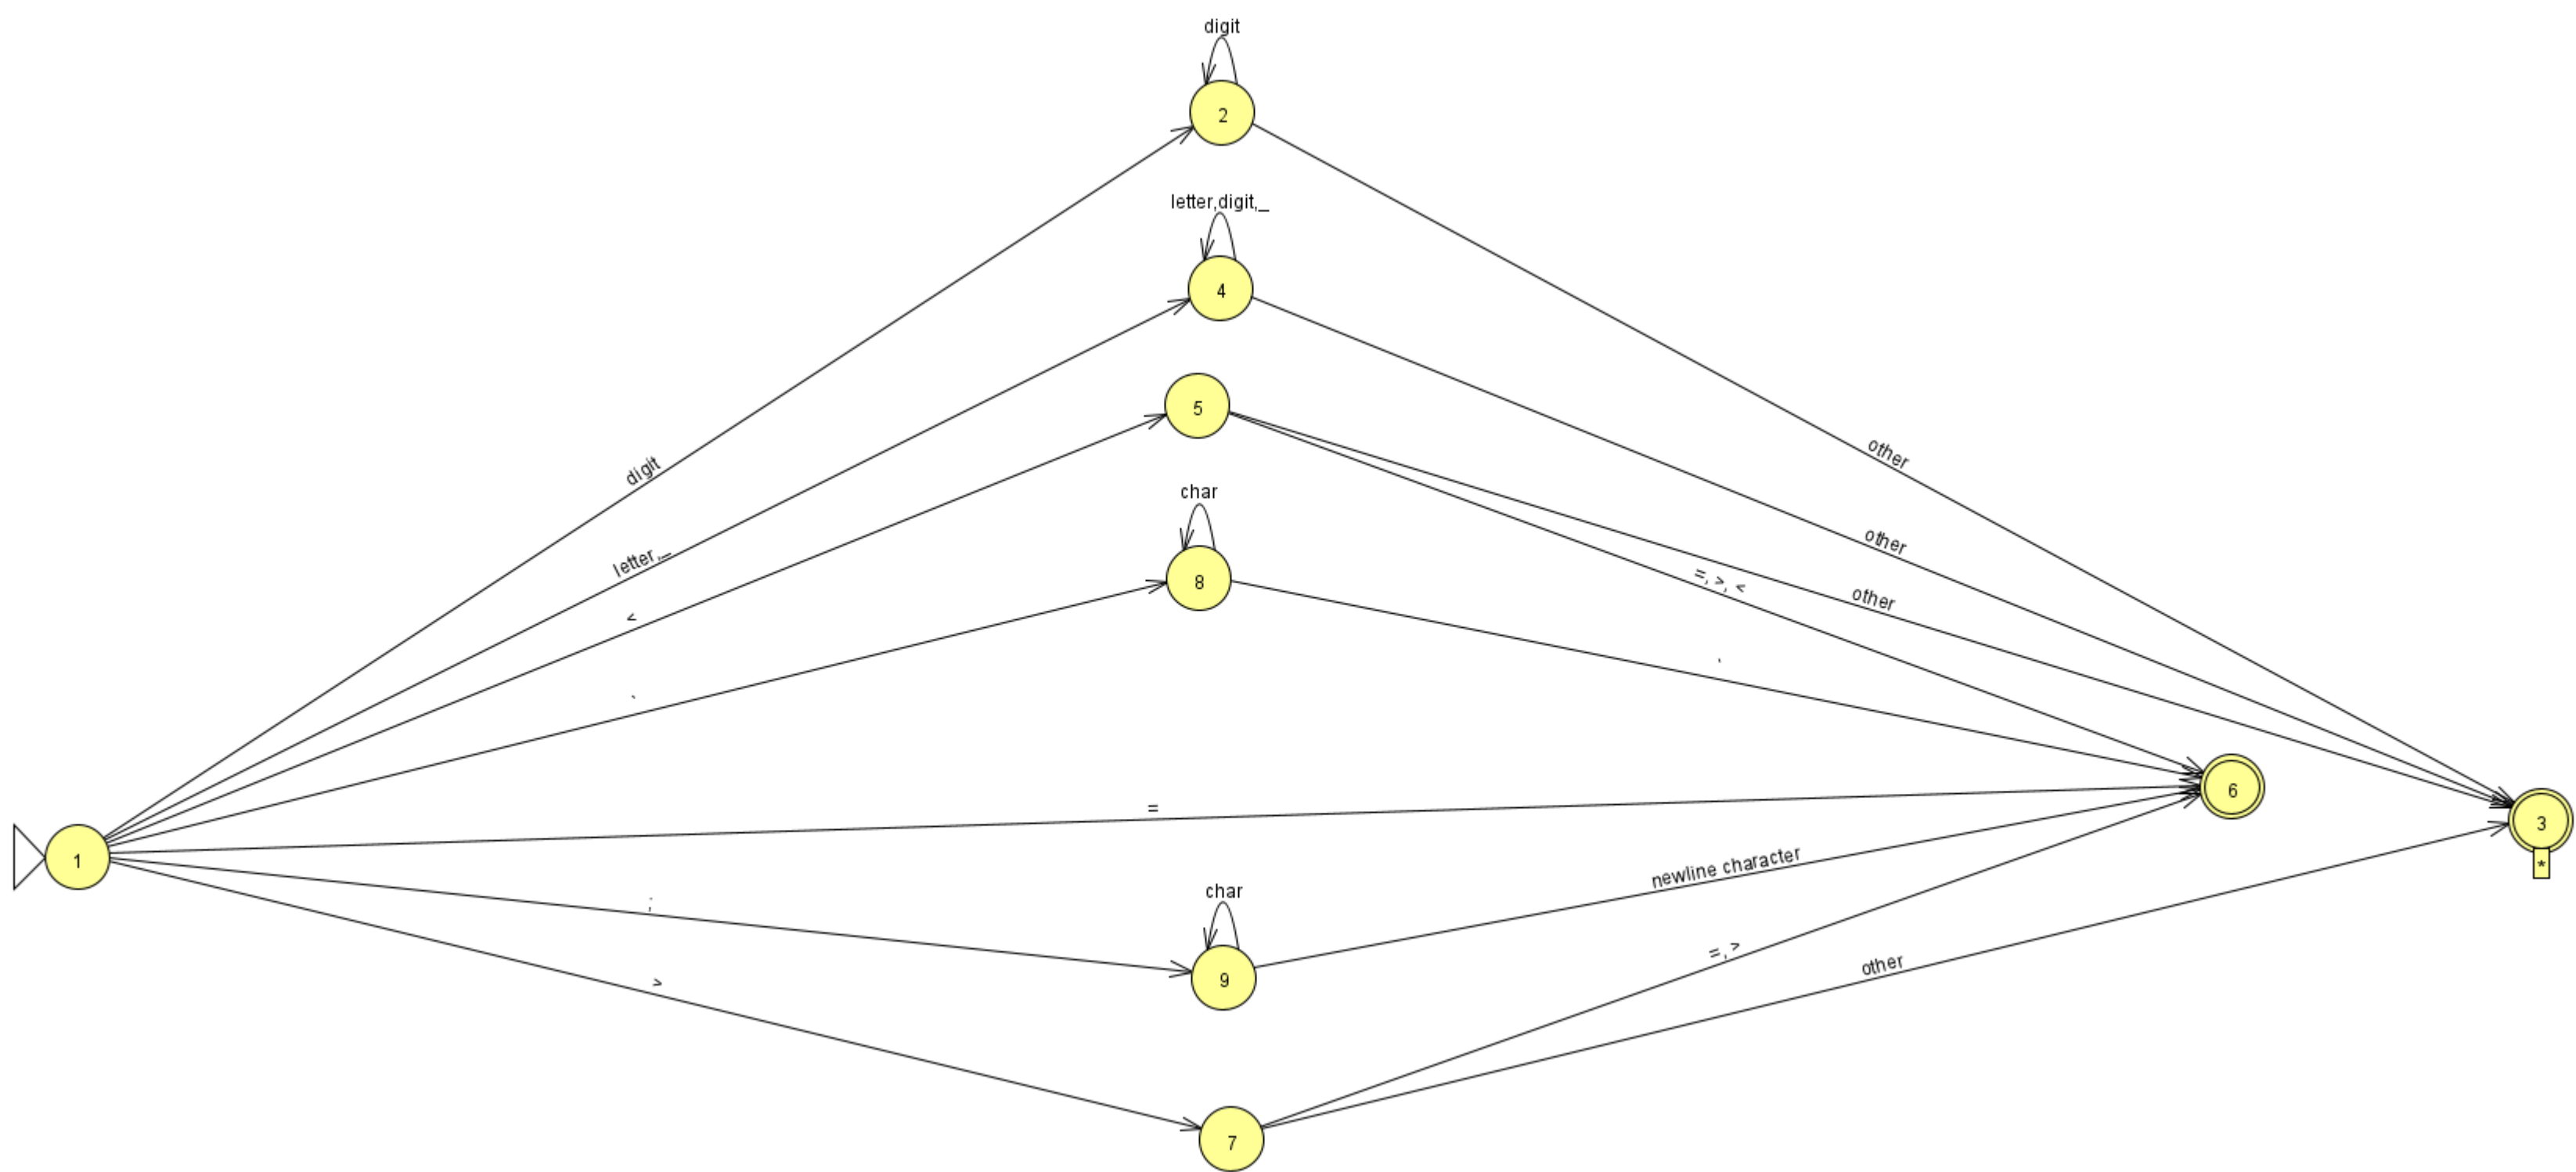 digit
2
letter,digit,_
4
5
digit
other
char
other
letter,_
=, >, <
8
other
<
'
'
6
=
3
1
*
newline character
char
;
=, >
other
9
>
7